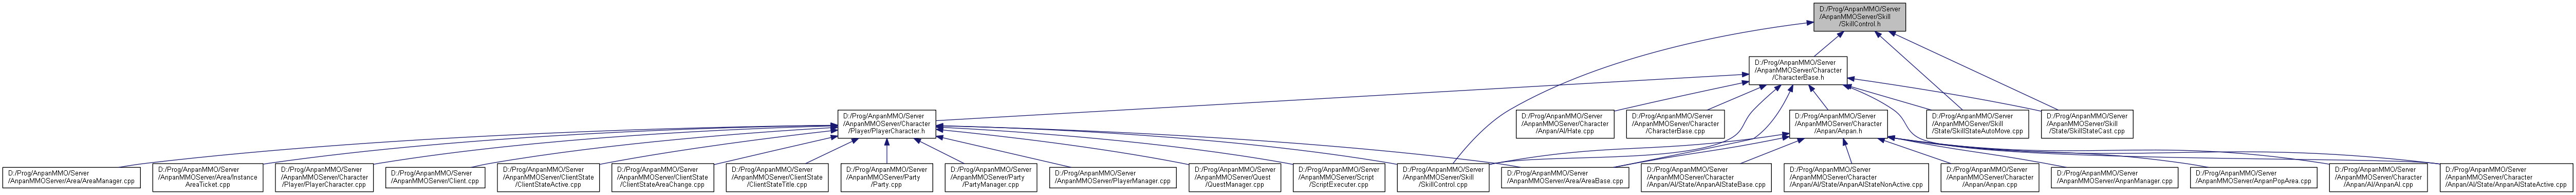 D:/Prog/AnpanMMO/Server
/AnpanMMOServer/Skill
/SkillControl.h
D:/Prog/AnpanMMO/Server
/AnpanMMOServer/Character
/CharacterBase.h
D:/Prog/AnpanMMO/Server
/AnpanMMOServer/Character
/Player/PlayerCharacter.h
D:/Prog/AnpanMMO/Server
/AnpanMMOServer/Character
/Anpan/AI/Hate.cpp
D:/Prog/AnpanMMO/Server
/AnpanMMOServer/Character
/CharacterBase.cpp
D:/Prog/AnpanMMO/Server
/AnpanMMOServer/Character
/Anpan/Anpan.h
D:/Prog/AnpanMMO/Server
/AnpanMMOServer/Skill
/State/SkillStateAutoMove.cpp
D:/Prog/AnpanMMO/Server
/AnpanMMOServer/Skill
/State/SkillStateCast.cpp
D:/Prog/AnpanMMO/Server
/AnpanMMOServer/Area/AreaManager.cpp
D:/Prog/AnpanMMO/Server
/AnpanMMOServer/Area/Instance
AreaTicket.cpp
D:/Prog/AnpanMMO/Server
/AnpanMMOServer/Character
/Player/PlayerCharacter.cpp
D:/Prog/AnpanMMO/Server
/AnpanMMOServer/Client.cpp
D:/Prog/AnpanMMO/Server
/AnpanMMOServer/ClientState
/ClientStateActive.cpp
D:/Prog/AnpanMMO/Server
/AnpanMMOServer/ClientState
/ClientStateAreaChange.cpp
D:/Prog/AnpanMMO/Server
/AnpanMMOServer/ClientState
/ClientStateTitle.cpp
D:/Prog/AnpanMMO/Server
/AnpanMMOServer/Party
/Party.cpp
D:/Prog/AnpanMMO/Server
/AnpanMMOServer/Party
/PartyManager.cpp
D:/Prog/AnpanMMO/Server
/AnpanMMOServer/PlayerManager.cpp
D:/Prog/AnpanMMO/Server
/AnpanMMOServer/Quest
/QuestManager.cpp
D:/Prog/AnpanMMO/Server
/AnpanMMOServer/Script
/ScriptExecuter.cpp
D:/Prog/AnpanMMO/Server
/AnpanMMOServer/Skill
/SkillControl.cpp
D:/Prog/AnpanMMO/Server
/AnpanMMOServer/Area/AreaBase.cpp
D:/Prog/AnpanMMO/Server
/AnpanMMOServer/Character
/Anpan/AI/State/AnpanAIStateBase.cpp
D:/Prog/AnpanMMO/Server
/AnpanMMOServer/Character
/Anpan/AI/State/AnpanAIStateNonActive.cpp
D:/Prog/AnpanMMO/Server
/AnpanMMOServer/Character
/Anpan/Anpan.cpp
D:/Prog/AnpanMMO/Server
/AnpanMMOServer/AnpanManager.cpp
D:/Prog/AnpanMMO/Server
/AnpanMMOServer/AnpanPopArea.cpp
D:/Prog/AnpanMMO/Server
/AnpanMMOServer/Character
/Anpan/AI/AnpanAI.cpp
D:/Prog/AnpanMMO/Server
/AnpanMMOServer/Character
/Anpan/AI/State/AnpanAIStateActive.cpp